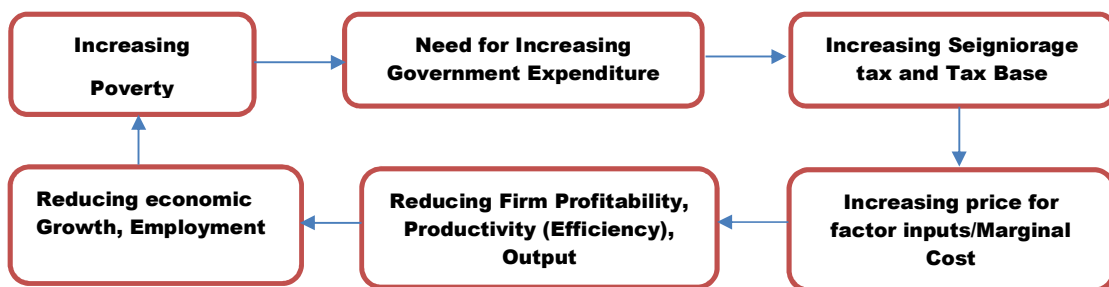 Increasing
Poverty
Need for Increasing
Government Expenditure
Increasing Seigniorage
tax and Tax Base
Reducing economic
Growth, Employment
Reducing Firm Profitability,
Productivity (Efficiency),
Output
Increasing price for
factor inputs/Marginal
Cost